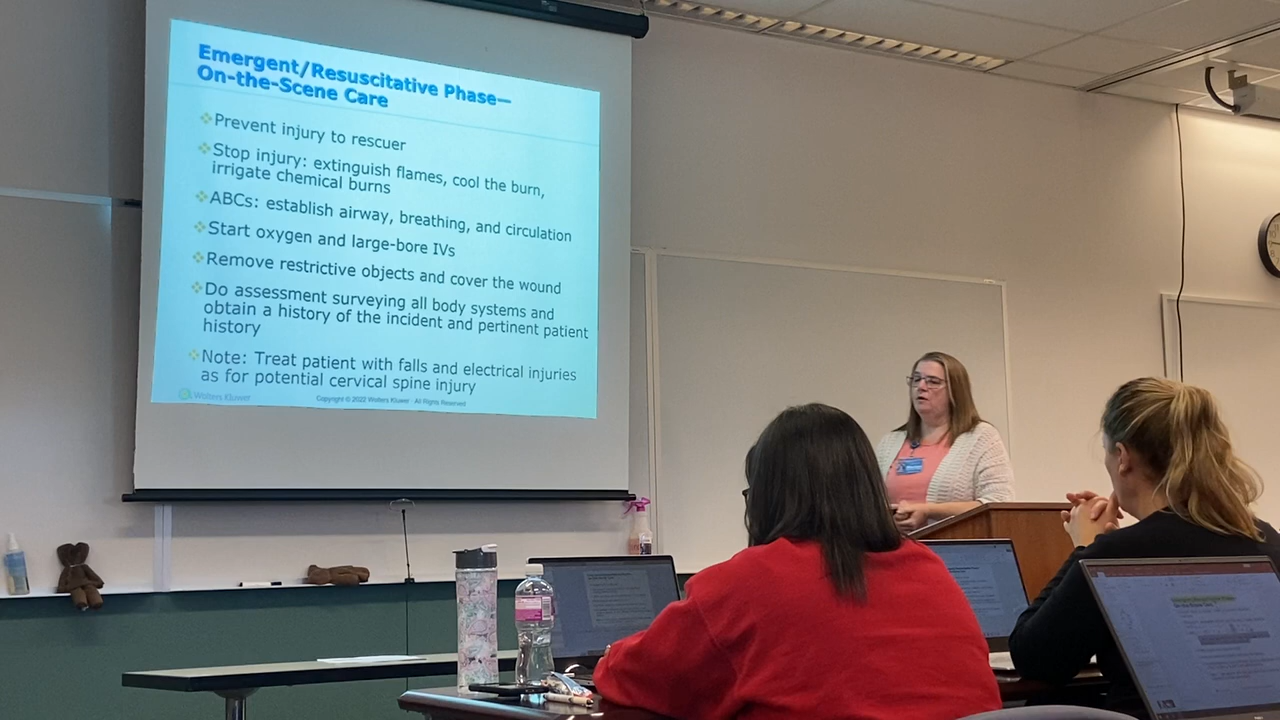 Emergent/Resuscitative Phase—
On-the-Scene Care
Prevent injury to rescuer
Stop injury: extinguish flames, cool the burn,
irrigate chemical burns
ABCs: establish airway, breathing, and circulation
Start oxygen and large-bore IVs
Remove restrictive objects and cover the wound
Do assessment surveying all body systems and
obtain a history of the incident and pertinent patient
history
Note: Treat patient with falls and electrical injuries
as for potential cervical spine injury
Wolters Kluwer
Copyright © 2022 Wolters Kluwer · All Rights Reserved